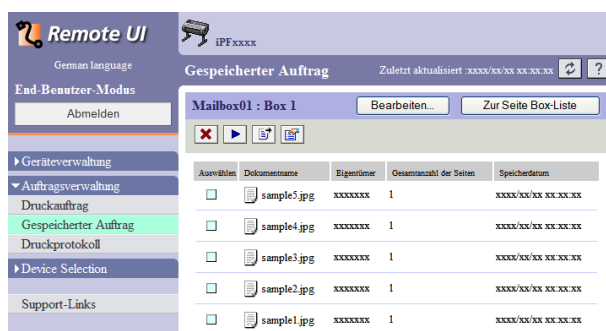 Remote UI
iPFxxxx
German language
Gespeicherter Auftrag Zuletzt aktualisiert :xxxx/xx/xx xx:xx:xx ?
End-Benutzer-Modus
Abmelden
Mailbox01 : Box 1 Bearbeiten... Zur Seite Box-Liste
Geräteverwaltung
Auftragsverwaltung
Druckauftrag
Gespeicherter Auftrag
Druckprotokoll
Device Selection
Support-Links
Auswählen Dokumentname Eigentümer Gesamtanzahl der Seiten Speicherdatum
sample5.jpg xxxxxxx 1 xxxx/xx/xx xx:xx:xx
sample4.jpg xxxxxxx 1 xxxx/xx/xx xx:xx:xx
sample3.jpg xxxxxxx 1 xxxx/xx/xx xx:xx:xx
sample2.jpg xxxxxxx 1 xxxx/xx/xx xx:xx:xx
sample1.jpg xxxxxxx 1 xxxx/xx/xx xx:xx:xx